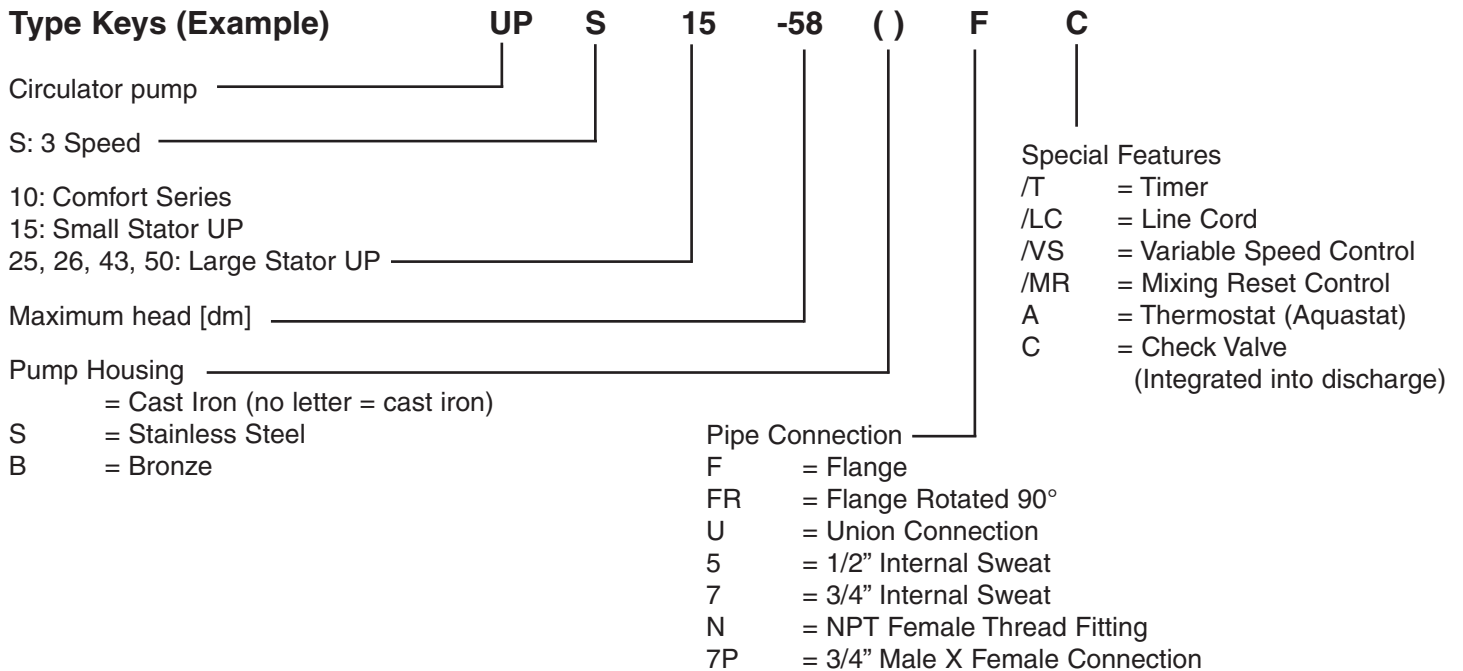 Type Keys (Example) UP S 15 -58 ( ) F C
Circulator pump
S: 3 Speed
10: Comfort Series
15: Small Stator UP
25, 26, 43, 50: Large Stator UP
Maximum head [dm]
Pump Housing
= Cast Iron (no letter = cast iron)
S = Stainless Steel
B = Bronze
Pipe Connection
F = Flange
FR = Flange Rotated 90°
U = Union Connection
5 = 1/2” Internal Sweat
7 = 3/4” Internal Sweat
N = NPT Female Thread Fitting
7P = 3/4” Male X Female Connection
Special Features
/T = Timer
/LC = Line Cord
/VS = Variable Speed Control
/MR = Mixing Reset Control
A = Thermostat (Aquastat)
C = Check Valve
(Integrated into discharge)